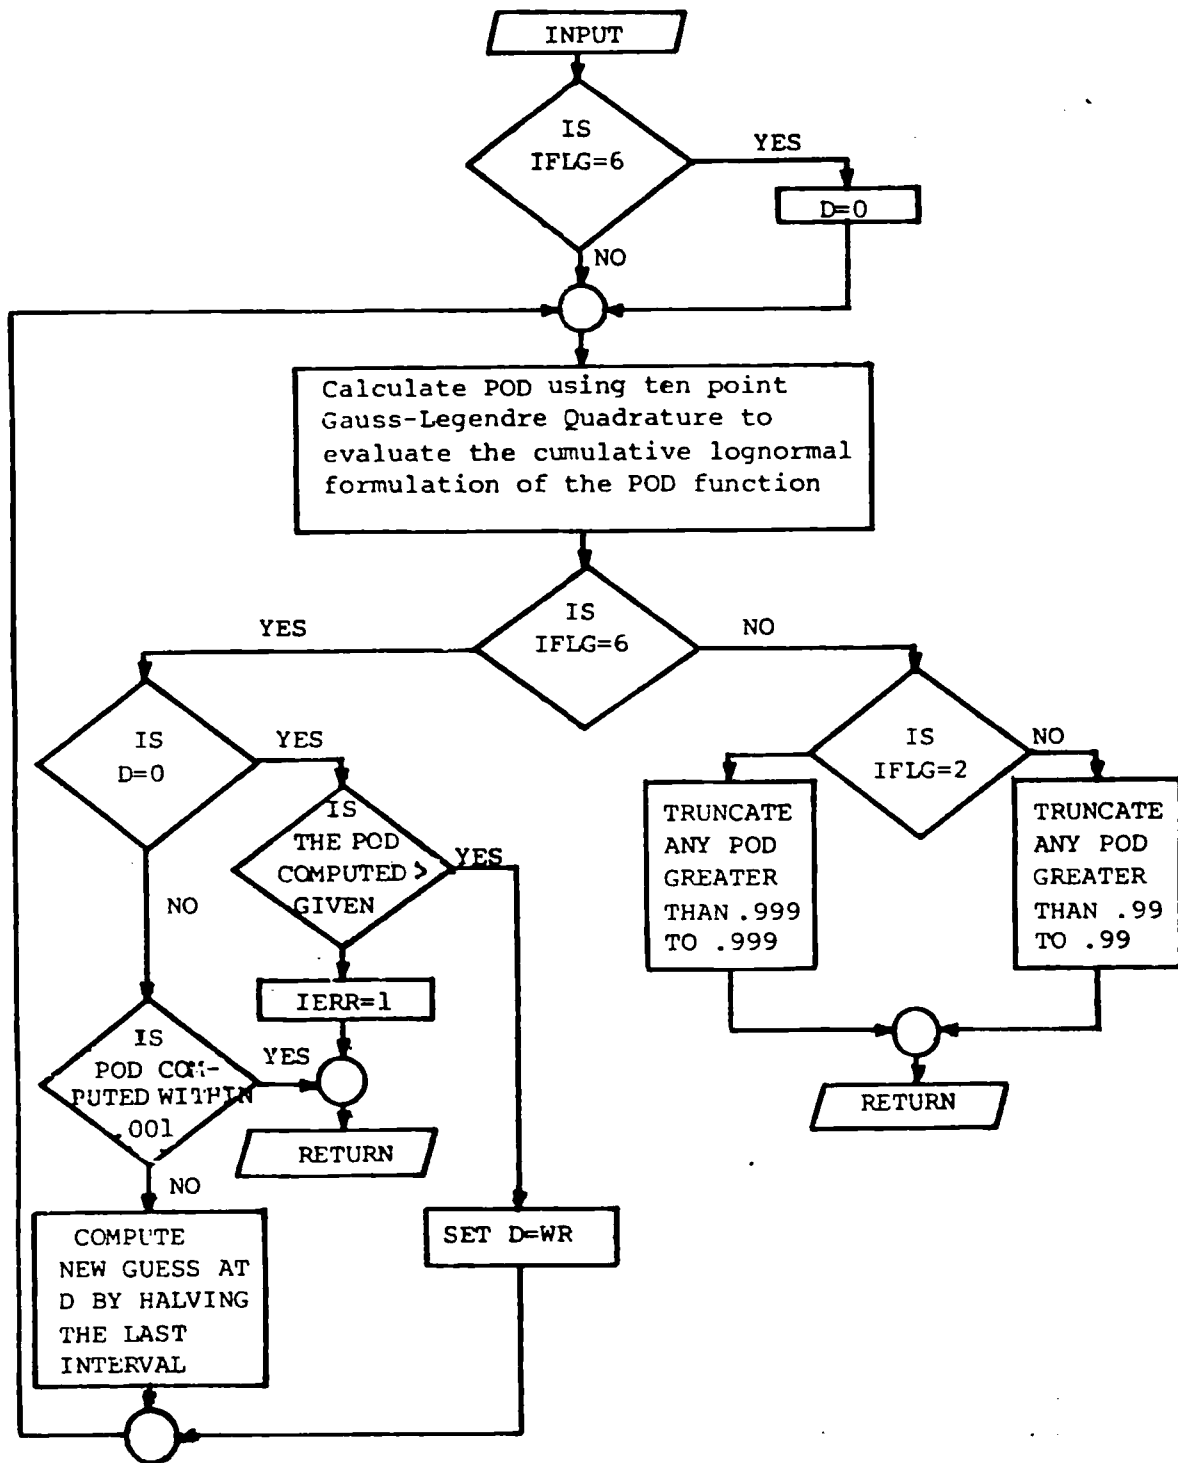 INPUT
IS
IFLG=6
YES
D=0
NO
Calculate POD using ten point
Gauss-Legendre Quadrature to
evaluate the cumulative lognormal
formulation of the POD function
IS
IFLG=6
YES
NO
IS
D=0
YES
NO
IS
THE POD
COMPUTED >
GIVEN
YES
IERR=1
IS
POD COM-
PUTED WITHIN
.001
YES
RETURN
NO
COMPUTE
NEW GUESS AT
D BY HALVING
THE LAST
INTERVAL
SET D=WR
IS
IFLG=2
NO
TRUNCATE
ANY POD
GREATER
THAN .999
TO .999
TRUNCATE
ANY POD
GREATER
THAN .99
TO .99
RETURN